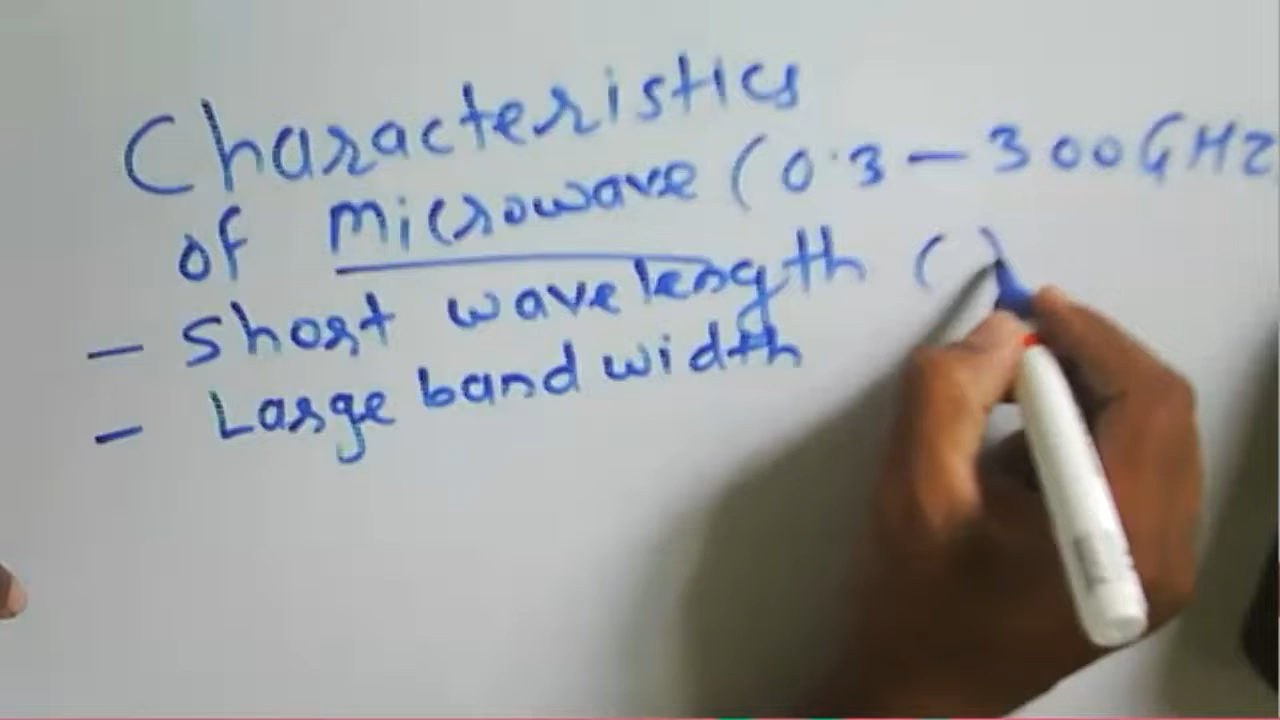 Characteristics
of microwave (0.3 - 300 GHz
- Short wavelength (
- Large bandwidth